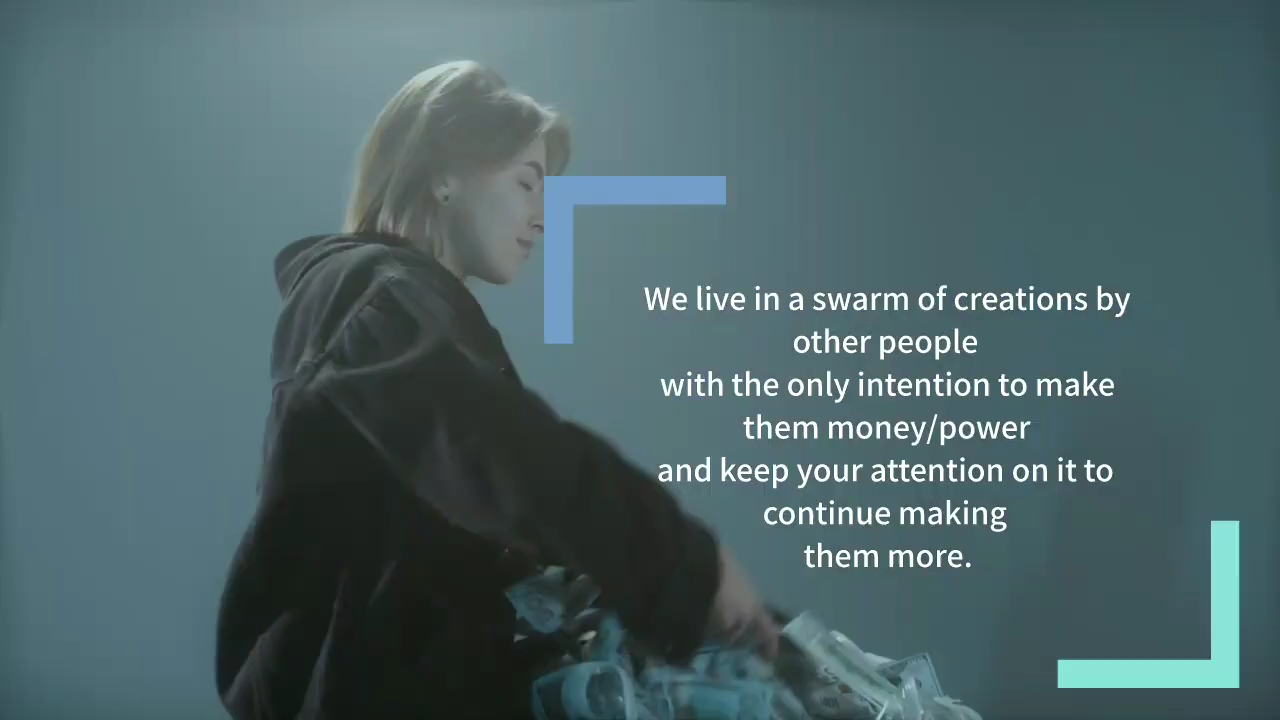 We live in a swarm of creations by
other people
with the only intention to make
them money/power
and keep your attention on it to
continue making
them more.